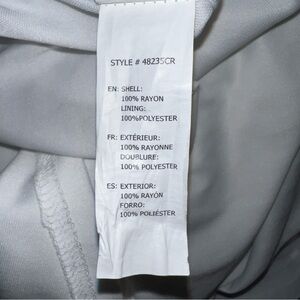 STYLE # 48235CR
EN: SHELL:
100% RAYON
LINING:
100%POLYESTER
FR: EXTÉRIEUR:
100% RAYONNE
DOUBLURE:
100% POLYESTER
ES: EXTERIOR:
100% RAYÓN
FORRO:
100% POLIÉSTER